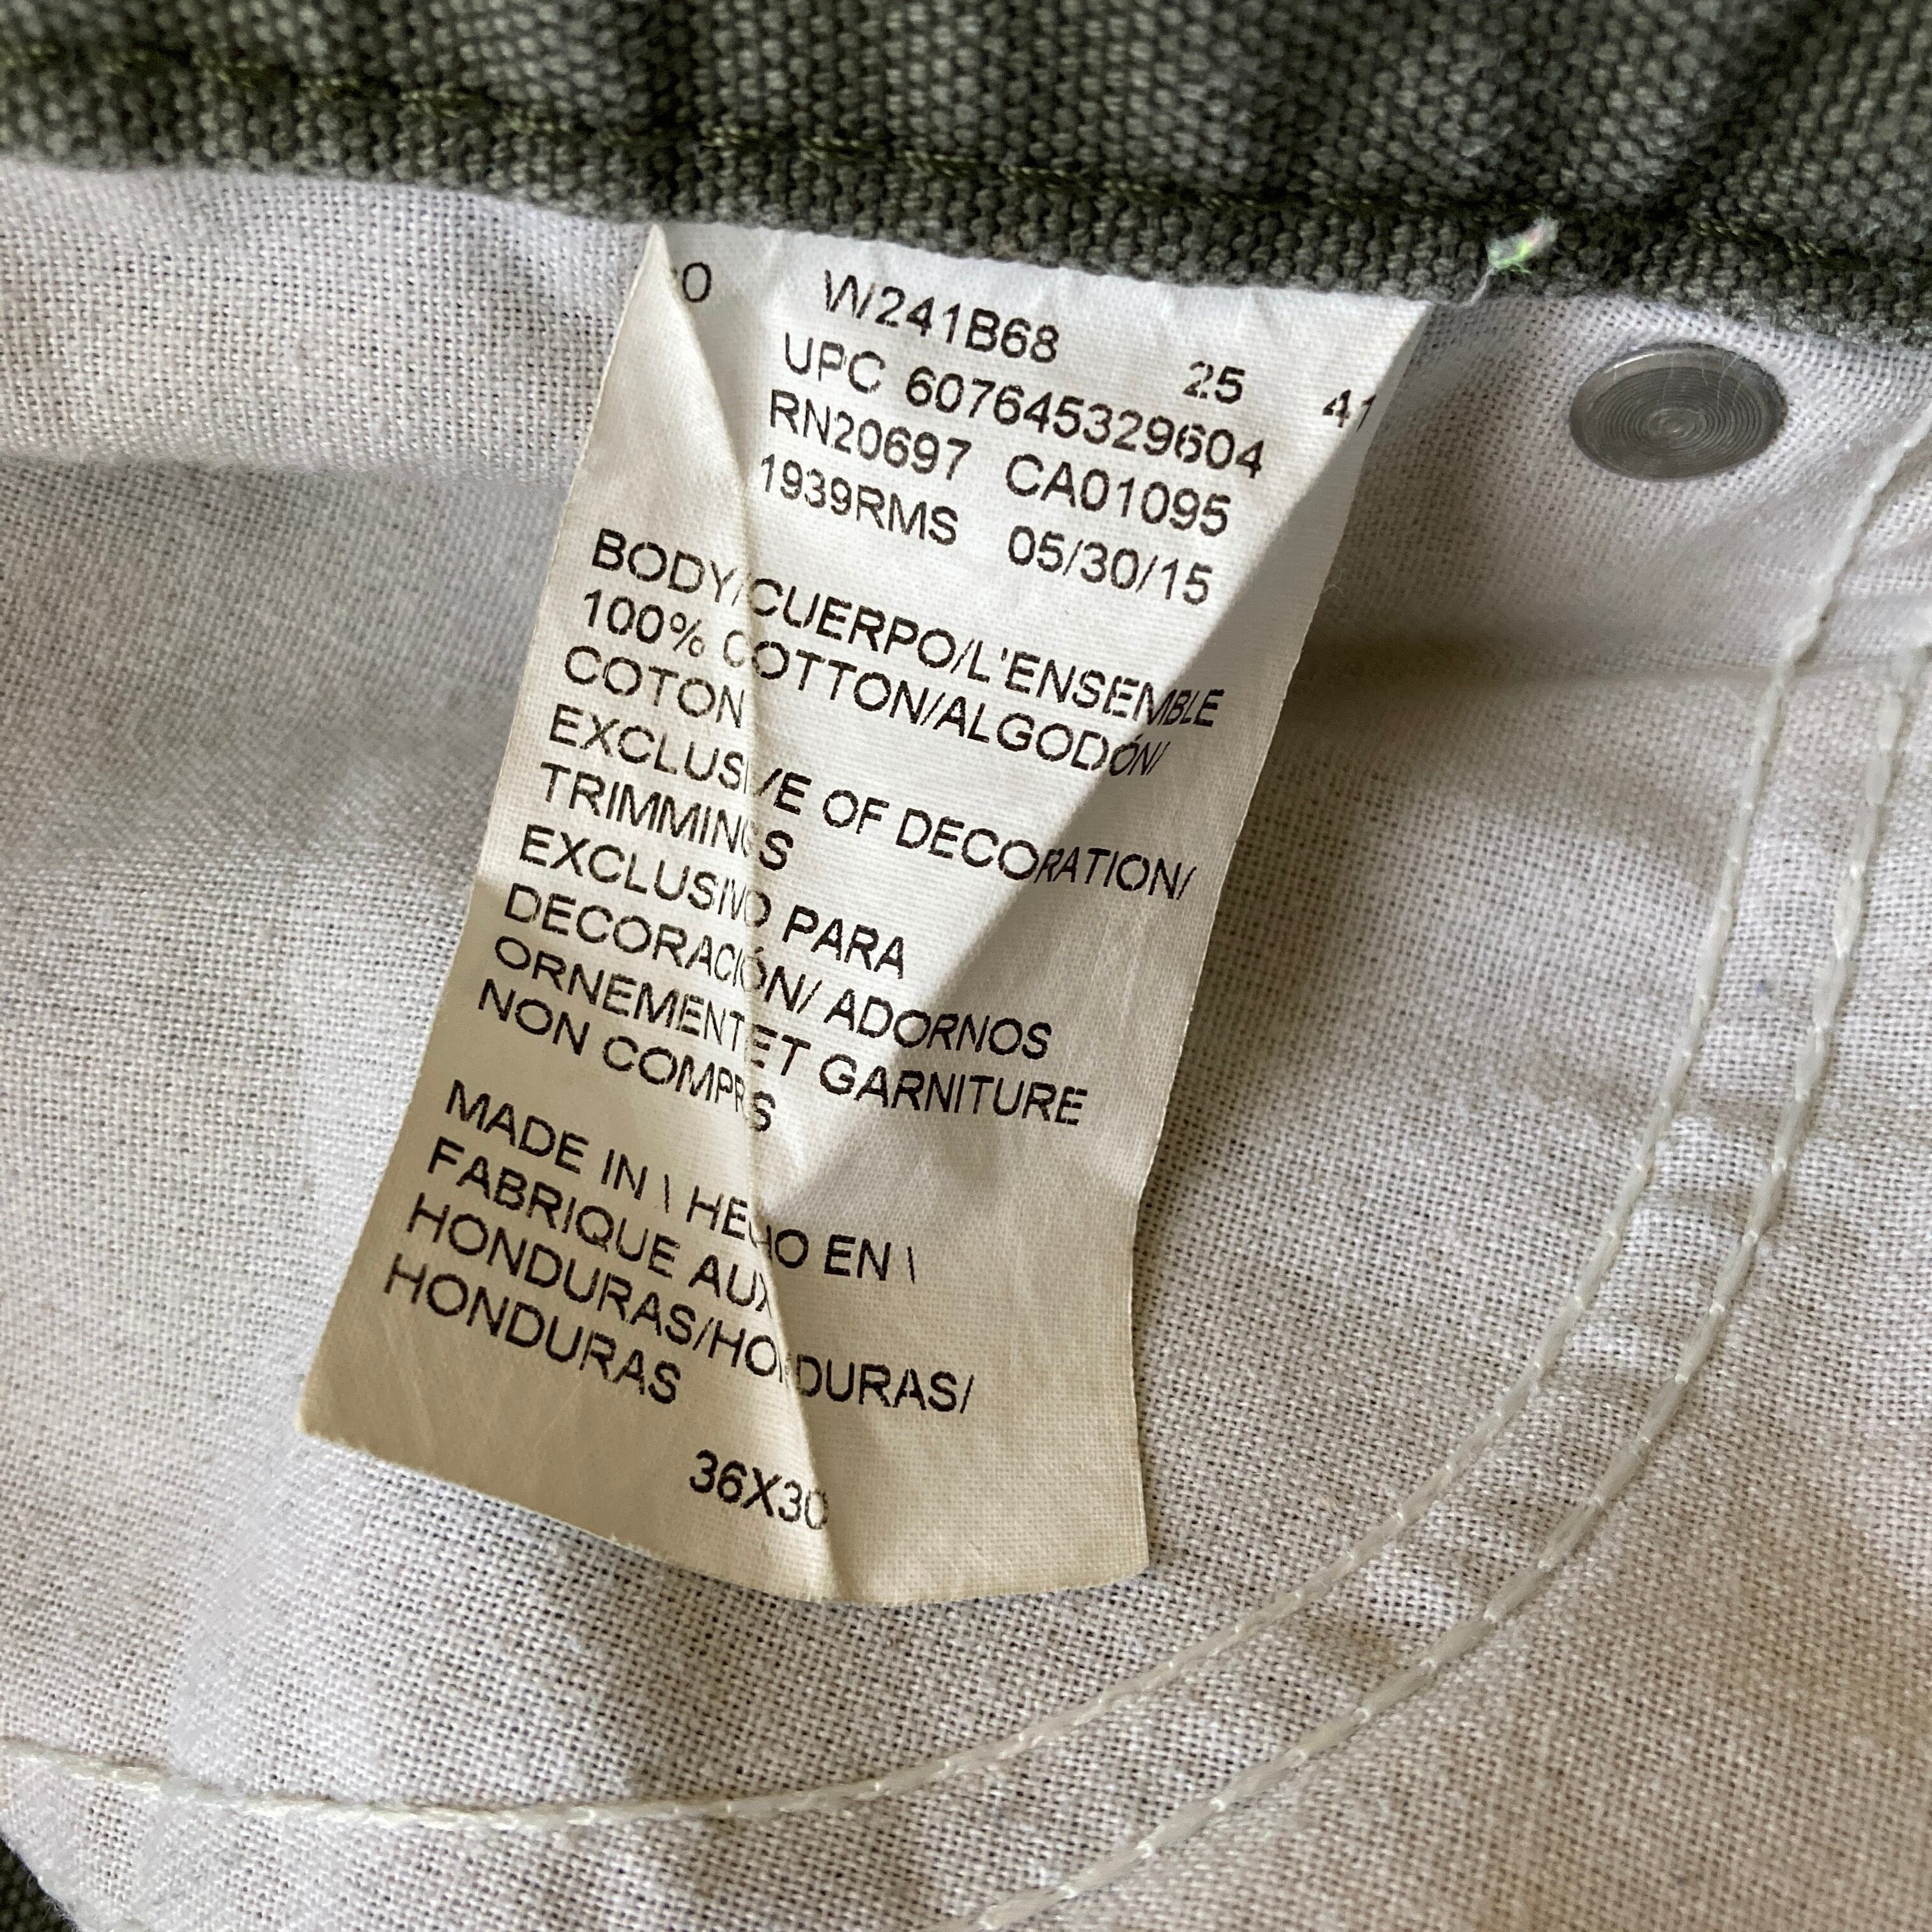 W241B68 25 41
UPC 607645329604
RN20697 CA01095
1939RMS 05/30/15
BODY/CUERPO/L'ENSEMBLE
100% COTTON/ALGODÓN/
COTON
EXCLUSIVE OF DECORATION/
TRIMMINGS
EXCLUSIVO PARA
DECORACIÓN/ ADORNOS
ORNEMENTET GARNITURE
NON COMPRIS
MADE IN \ HECHO EN \
FABRIQUE AUX
HONDURAS/HONDURAS/
HONDURAS
36X30